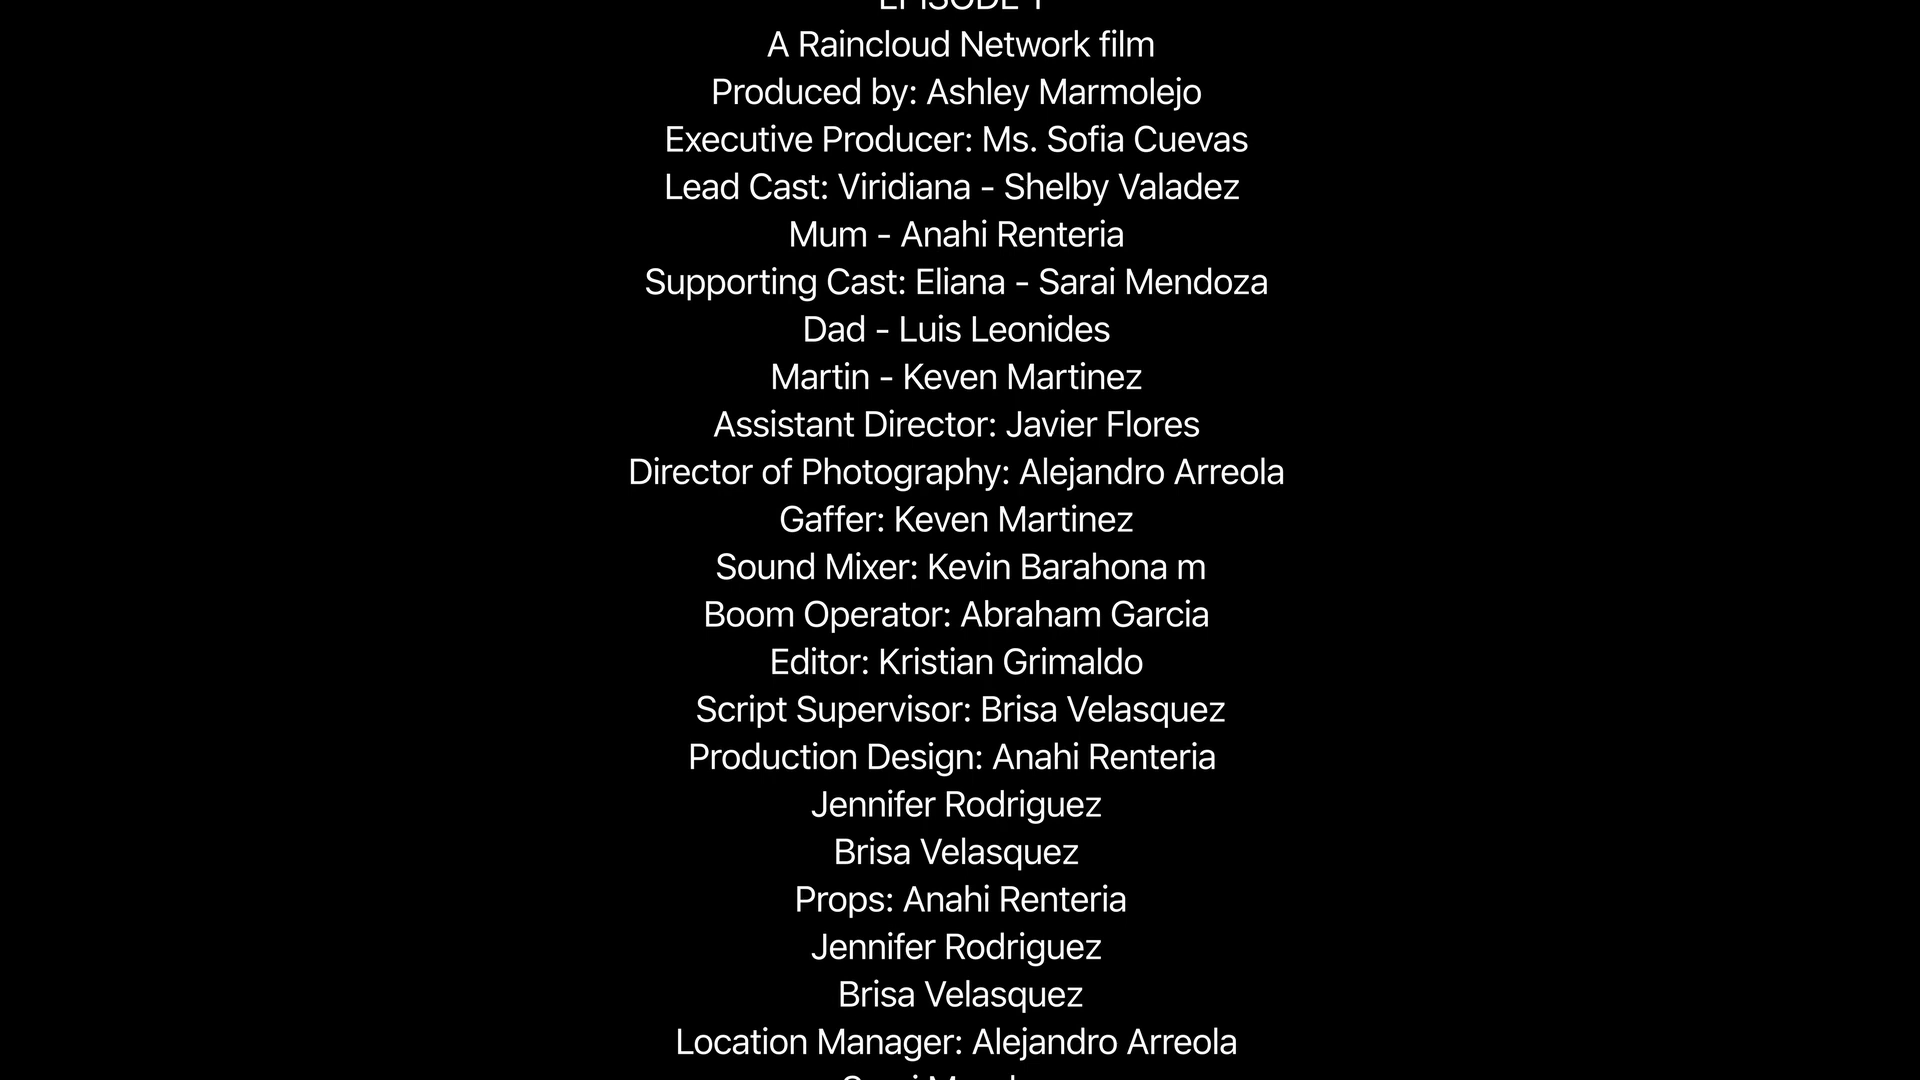 EPISODE 1
A Raincloud Network film
Produced by: Ashley Marmolejo
Executive Producer: Ms. Sofia Cuevas
Lead Cast: Viridiana - Shelby Valadez
Mum - Anahi Renteria
Supporting Cast: Eliana - Sarai Mendoza
Dad - Luis Leonides
Martin - Keven Martinez
Assistant Director: Javier Flores
Director of Photography: Alejandro Arreola
Gaffer: Keven Martinez
Sound Mixer: Kevin Barahona m
Boom Operator: Abraham Garcia
Editor: Kristian Grimaldo
Script Supervisor: Brisa Velasquez
Production Design: Anahi Renteria
Jennifer Rodriguez
Brisa Velasquez
Props: Anahi Renteria
Jennifer Rodriguez
Brisa Velasquez
Location Manager: Alejandro Arreola